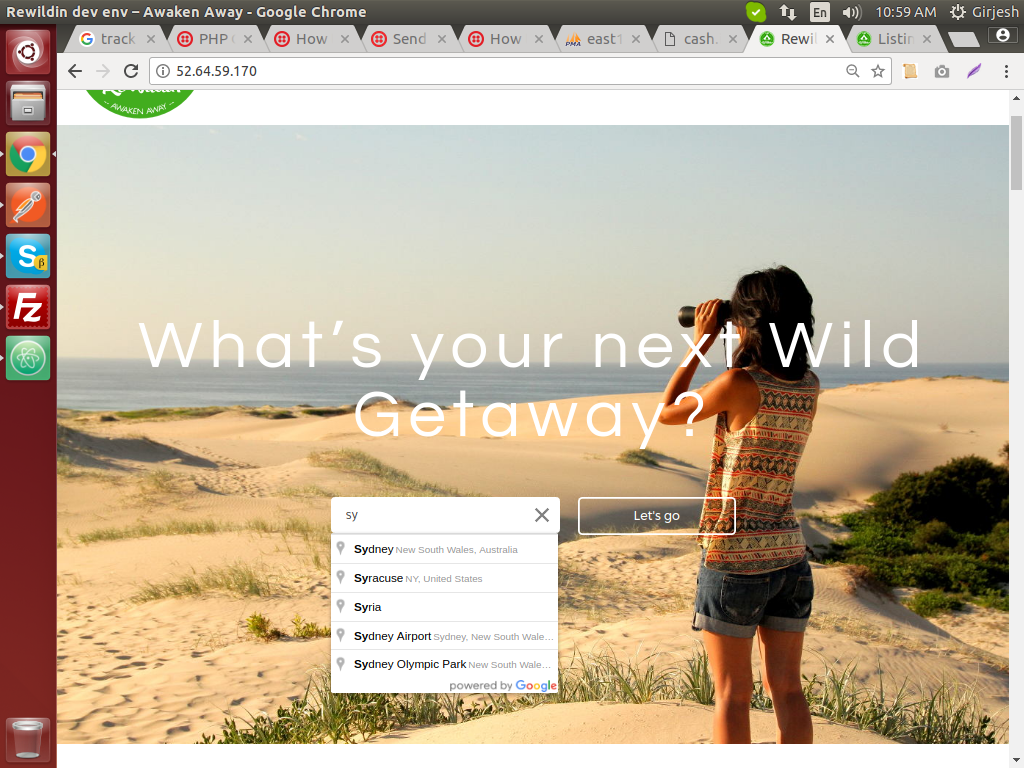 Rewildin dev env – Awaken Away - Google Chrome
En
10:59 AM
Girjesh
track
PHP
How
Send
How
PMA
east1
cash.
Rewil
Listin
52.64.59.170
AWAKEN AWAY
What's your next Wild
Getaway?
sy
Let's go
Sydney New South Wales, Australia
Syracuse NY, United States
Syria
Sydney Airport Sydney, New South Wale...
Sydney Olympic Park New South Wale...
powered by Google
S
β
Fz